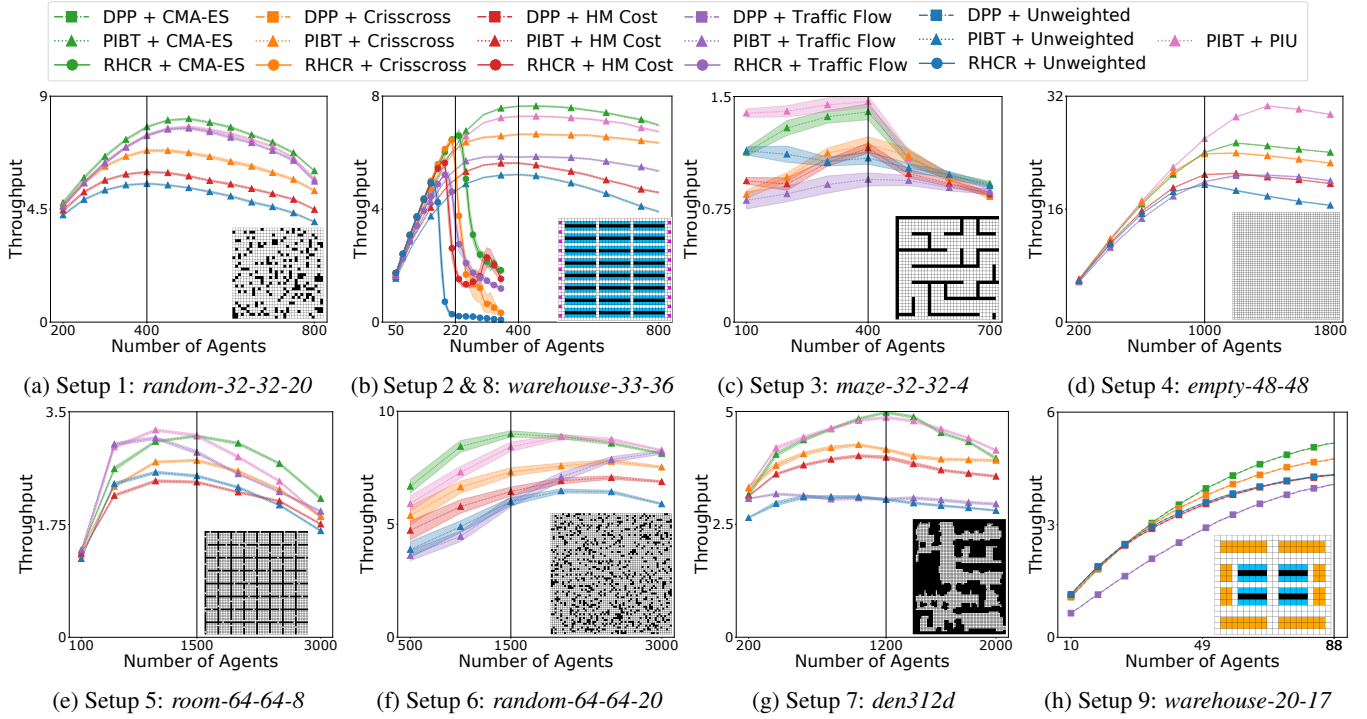 DPP + CMA-ES DPP + Crisscross DPP + HM Cost DPP + Traffic Flow DPP + Unweighted
PIBT + CMA-ES PIBT + Crisscross PIBT + HM Cost PIBT + Traffic Flow PIBT + Unweighted PIBT + PIU
RHCR + CMA-ES RHCR + Crisscross RHCR + HM Cost RHCR + Traffic Flow RHCR + Unweighted
9
4.5
0
Throughput
200 400 800
Number of Agents
(a) Setup 1: random-32-32-20
8
4
0
Throughput
50 220 400 800
Number of Agents
(b) Setup 2 & 8: warehouse-33-36
1.5
0.75
0
Throughput
100 400 700
Number of Agents
(c) Setup 3: maze-32-32-4
32
16
0
Throughput
200 1000 1800
Number of Agents
(d) Setup 4: empty-48-48
3.5
1.75
0
Throughput
100 1500 3000
Number of Agents
(e) Setup 5: room-64-64-8
10
5
0
Throughput
500 1500 3000
Number of Agents
(f) Setup 6: random-64-64-20
5
2.5
0
Throughput
200 1200 2000
Number of Agents
(g) Setup 7: den312d
6
3
0
Throughput
10 49 88
Number of Agents
(h) Setup 9: warehouse-20-17